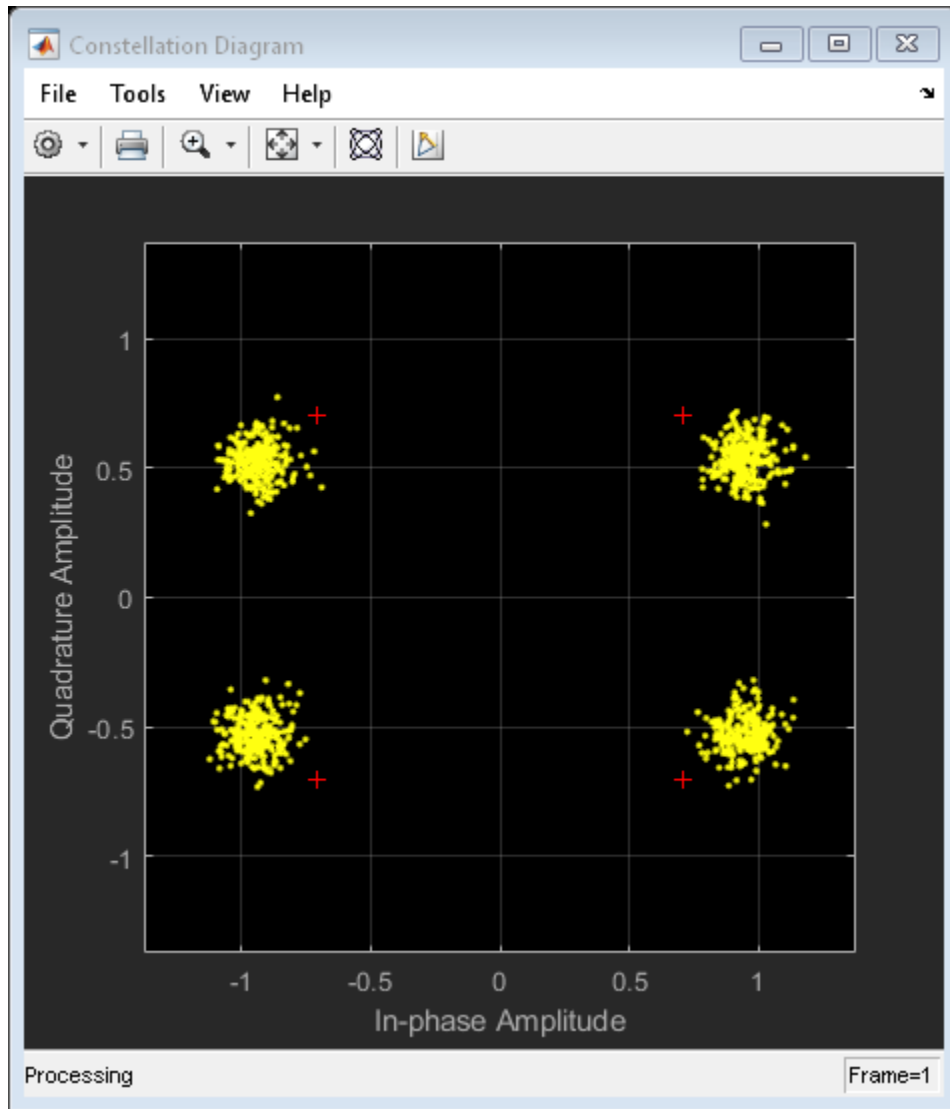 Constellation Diagram
File Tools View Help
1
0.5
0
-0.5
-1
Quadrature Amplitude
-1 -0.5 0 0.5 1
In-phase Amplitude
Processing Frame=1